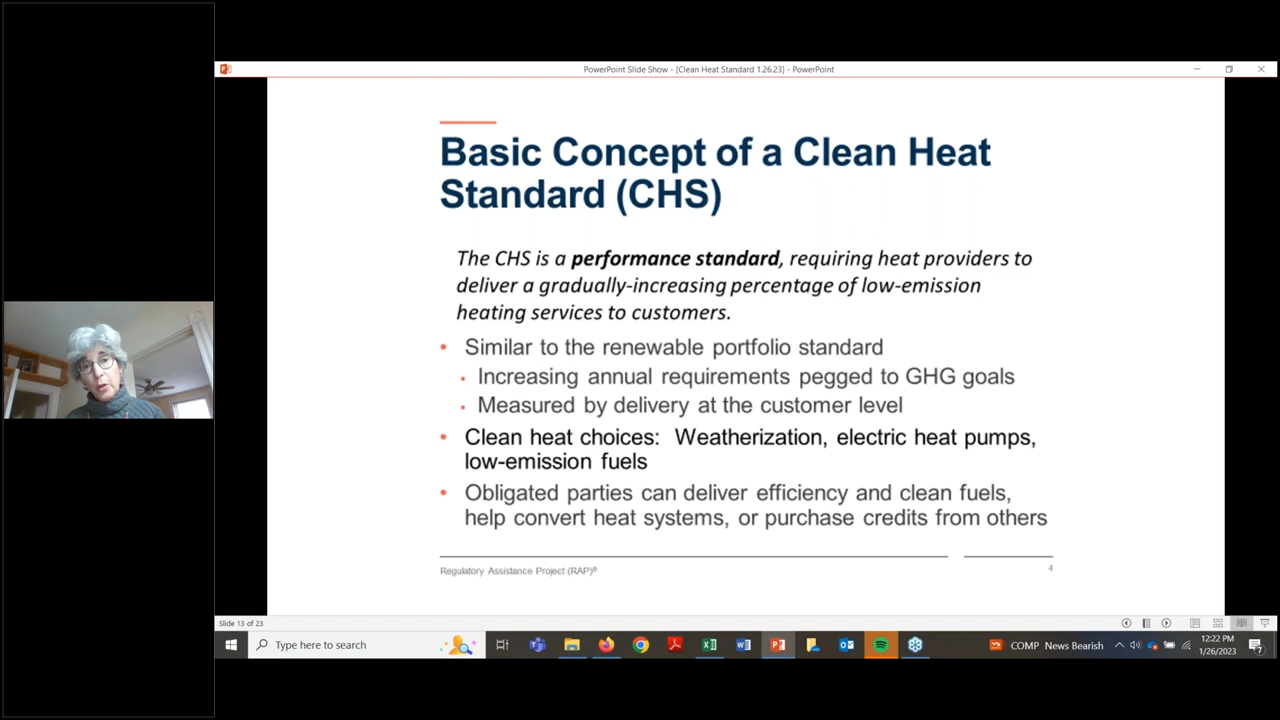 PowerPoint Slide Show - [Clean Heat Standard 1.26.23] - PowerPoint
Basic Concept of a Clean Heat
Standard (CHS)
The CHS is a performance standard, requiring heat providers to
deliver a gradually-increasing percentage of low-emission
heating services to customers.
• Similar to the renewable portfolio standard
• Increasing annual requirements pegged to GHG goals
• Measured by delivery at the customer level
• Clean heat choices: Weatherization, electric heat pumps,
low-emission fuels
• Obligated parties can deliver efficiency and clean fuels,
help convert heat systems, or purchase credits from others
Regulatory Assistance Project (RAP)®
4
Slide 13 of 23
Type here to search
COMP News Bearish
12:22 PM
1/26/2023
7